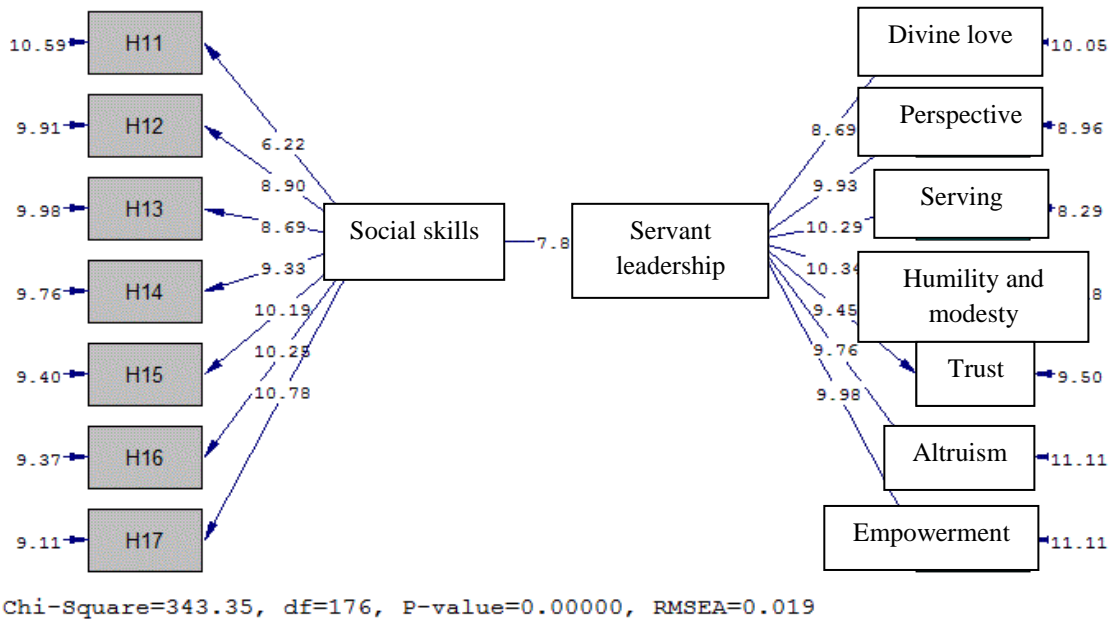 10.59
H11
9.91
H12
9.98
H13
9.76
H14
9.40
H15
9.37
H16
9.11
H17
6.22
8.90
8.69
9.33
10.19
10.25
10.78
Social skills
7.8
Servant
leadership
8.69
9.93
10.29
10.34
9.45
9.76
9.98
Divine love
10.05
Perspective
8.96
Serving
8.29
Humility and
modesty
8
Trust
9.50
Altruism
11.11
Empowerment
11.11
Chi-Square=343.35, df=176, P-value=0.00000, RMSEA=0.019